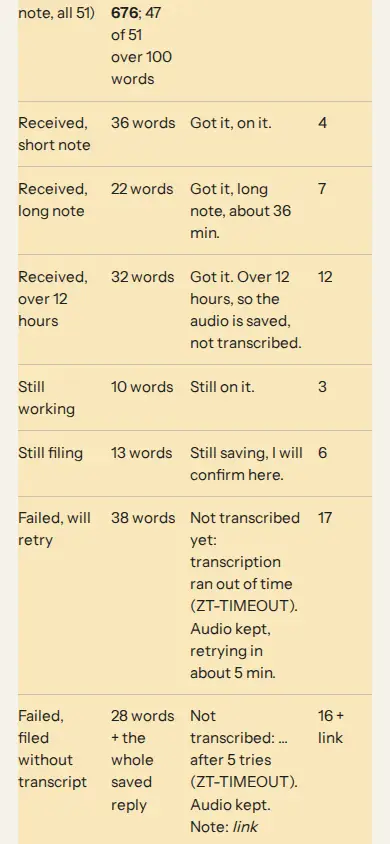 note, all 51) 676; 47 of 51 over 100 words
Received, short note 36 words Got it, on it. 4
Received, long note 22 words Got it, long note, about 36 min. 7
Received, over 12 hours 32 words Got it. Over 12 hours, so the audio is saved, not transcribed. 12
Still working 10 words Still on it. 3
Still filing 13 words Still saving, I will confirm here. 6
Failed, will retry 38 words Not transcribed yet: transcription ran out of time (ZT-TIMEOUT). Audio kept, retrying in about 5 min. 17
Failed, filed without transcript 28 words + the whole saved reply Not transcribed: ... after 5 tries (ZT-TIMEOUT). Audio kept. Note: link 16 + link